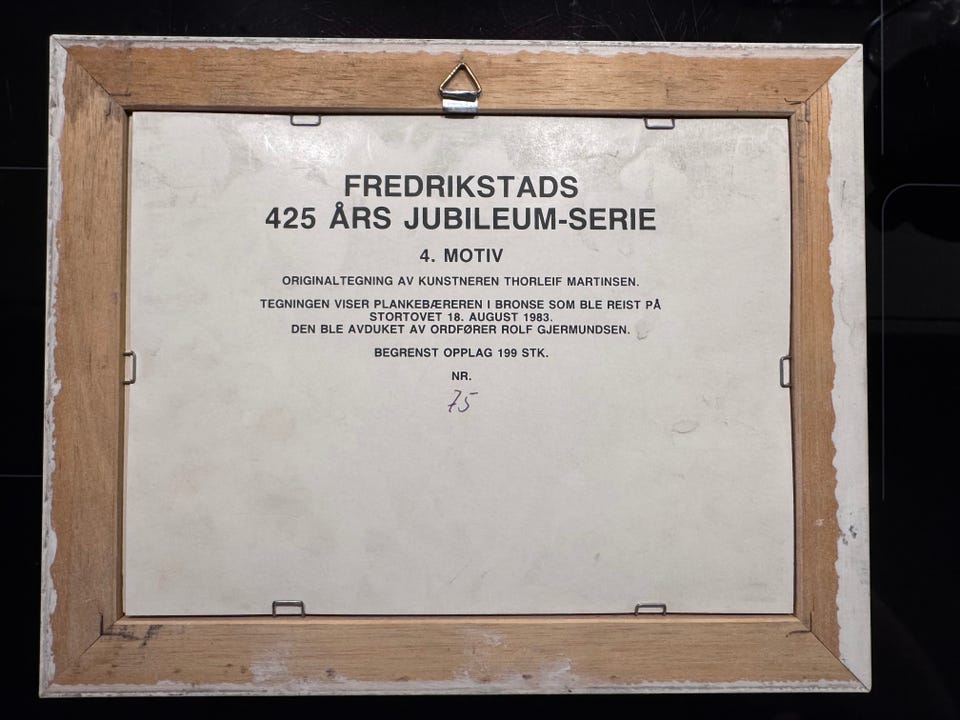 FREDRIKSTADS
425 ÅRS JUBILEUM-SERIE
4. MOTIV
ORIGINALTEGNING AV KUNSTNEREN THORLEIF MARTINSEN.
TEGNINGEN VISER PLANKEBÆREREN I BRONSE SOM BLE REIST PÅ
STORTOVET 18. AUGUST 1983.
DEN BLE AVDUKET AV ORDFØRER ROLF GJERMUNDSEN.
BEGRENST OPPLAG 199 STK.
NR.
75